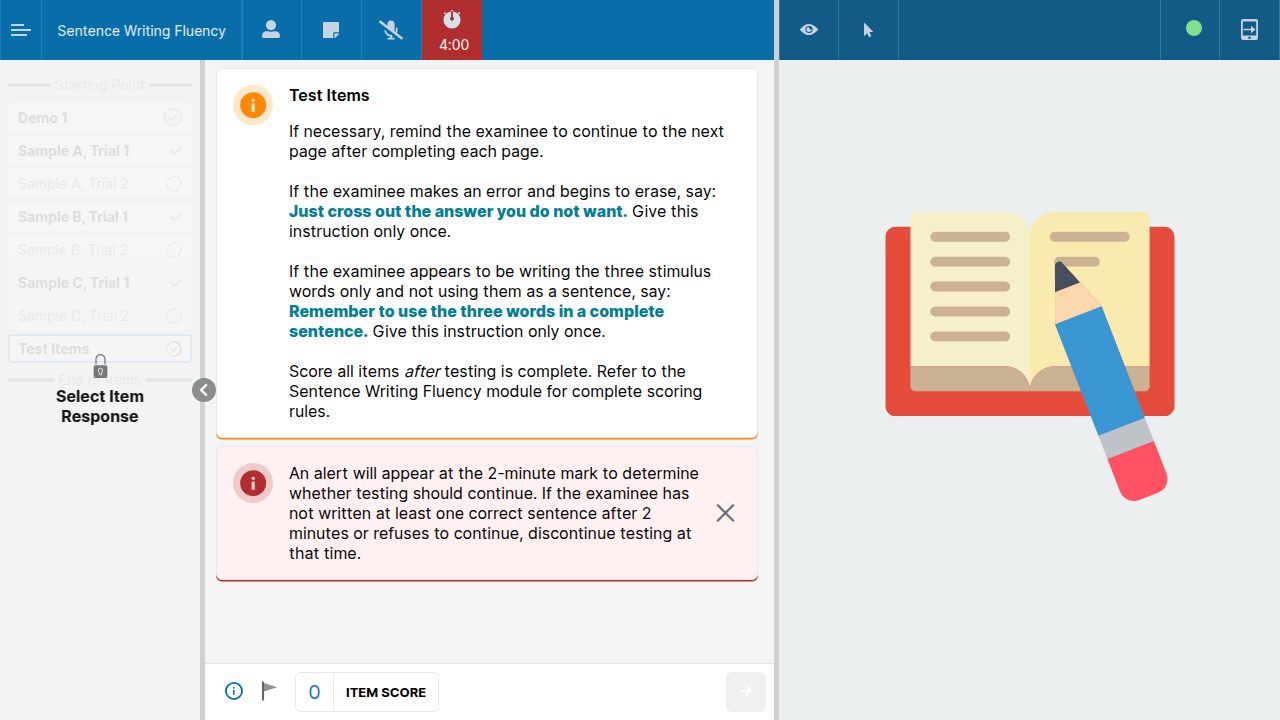 Sentence Writing Fluency
4:00
Starting Point
Demo 1
Sample A, Trial 1
Sample A, Trial 2
Sample B, Trial 1
Sample B, Trial 2
Sample C, Trial 1
Sample C, Trial 2
Test Items
End of Items
Select Item
Response
Test Items
If necessary, remind the examinee to continue to the next
page after completing each page.
If the examinee makes an error and begins to erase, say:
Just cross out the answer you do not want. Give this
instruction only once.
If the examinee appears to be writing the three stimulus
words only and not using them as a sentence, say:
Remember to use the three words in a complete
sentence. Give this instruction only once.
Score all items after testing is complete. Refer to the
Sentence Writing Fluency module for complete scoring
rules.
An alert will appear at the 2-minute mark to determine
whether testing should continue. If the examinee has
not written at least one correct sentence after 2
minutes or refuses to continue, discontinue testing at
that time.
0 ITEM SCORE